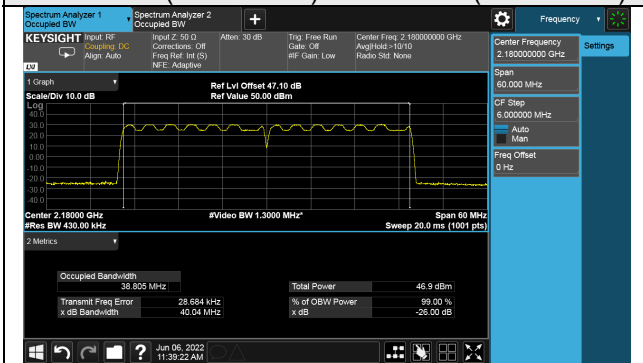 Spectrum Analyzer 1
Occupied BW
Spectrum Analyzer 2
Occupied BW
+
Frequency
KEYSIGHT
Input: RF
Coupling: DC
Align: Auto
LXI
Input Z: 50 Ω
Corrections: Off
Freq Ref: Int (S)
NFE: Adaptive
Atten: 30 dB
Trig: Free Run
Gate: Off
#IF Gain: Low
Center Freq: 2.180000000 GHz
Avg|Hold:>10/10
Radio Std: None
Center Frequency
2.180000000 GHz
Settings
Span
60.000 MHz
CF Step
6.000000 MHz
Auto
Man
Freq Offset
0 Hz
1 Graph
Scale/Div 10.0 dB
Ref Lvl Offset 47.10 dB
Ref Value 50.00 dBm
Log
40.0
30.0
20.0
10.0
0.00
-10.0
-20.0
-30.0
-40.0
Center 2.18000 GHz
#Res BW 430.00 kHz
#Video BW 1.3000 MHz*
Span 60 MHz
Sweep 20.0 ms (1001 pts)
2 Metrics
Occupied Bandwidth
38.805 MHz
Total Power 46.9 dBm
Transmit Freq Error 28.684 kHz
% of OBW Power 99.00 %
x dB Bandwidth 40.04 MHz
x dB -26.00 dB
?
Jun 06, 2022
11:39:22 AM